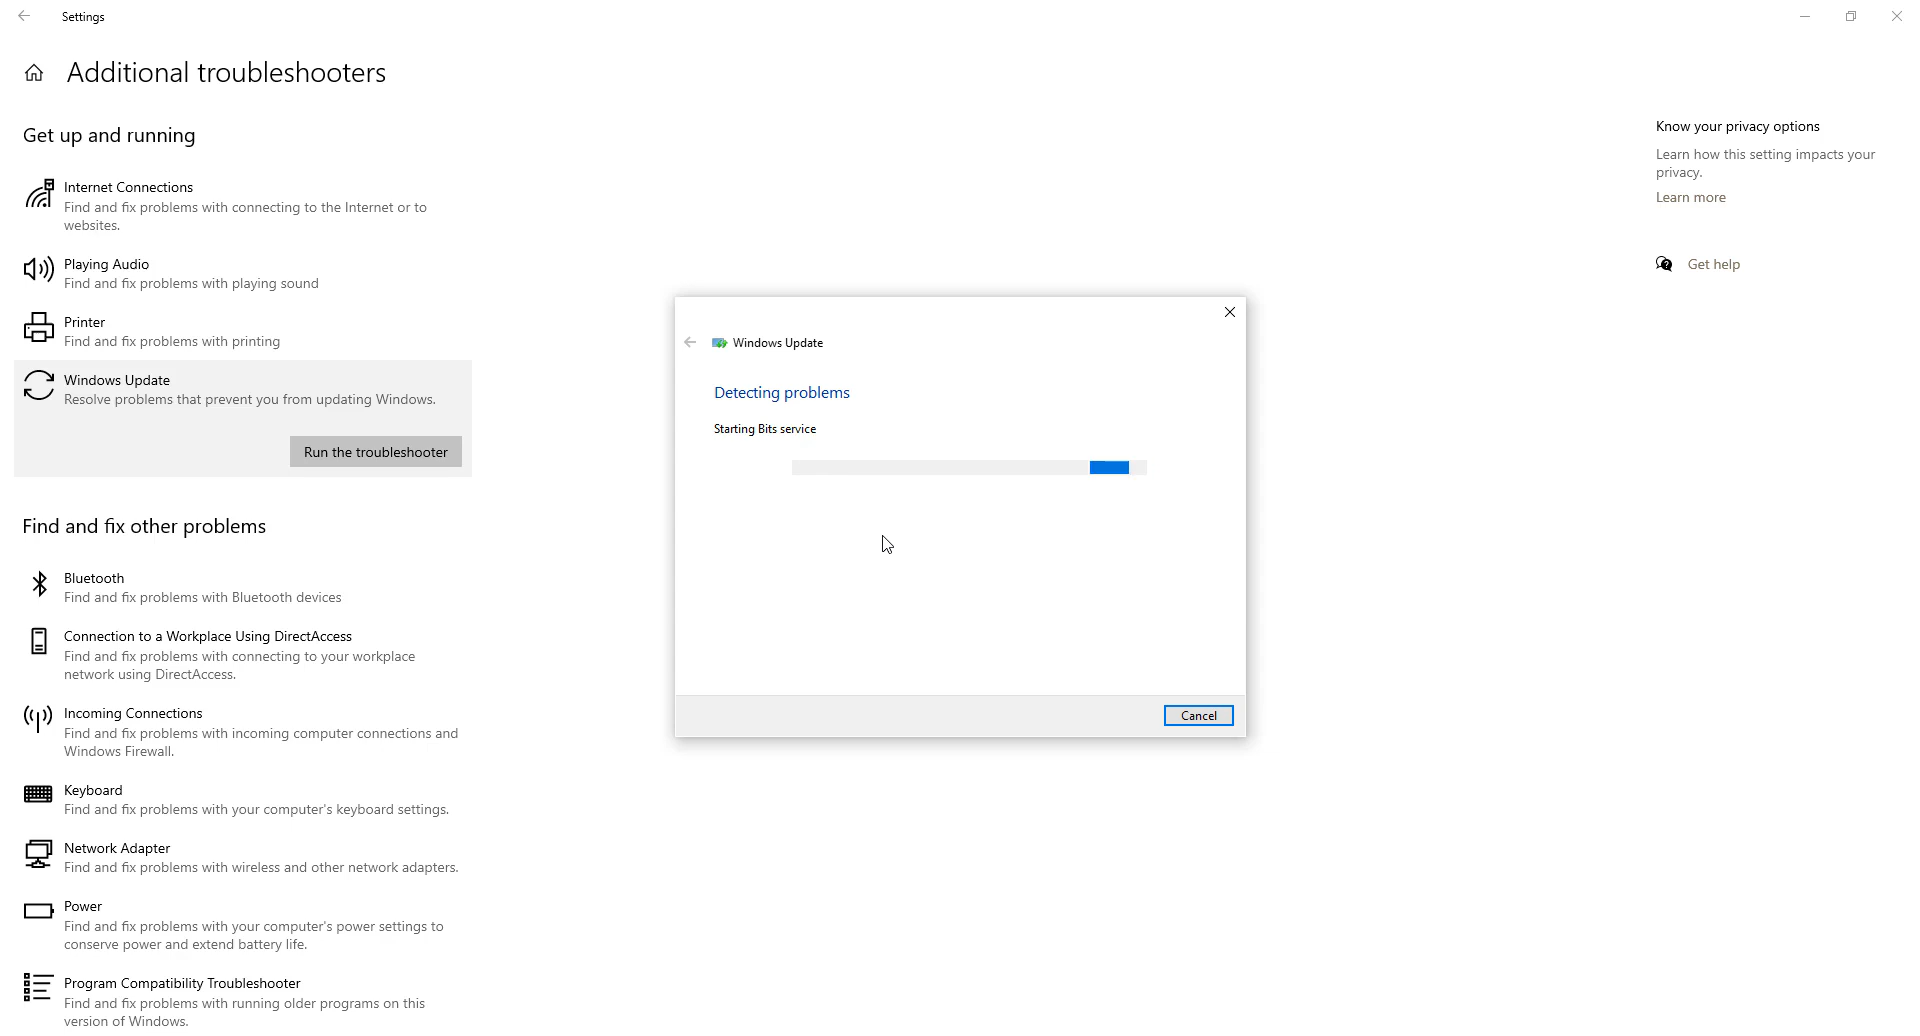 Settings
Additional troubleshooters
Get up and running
Internet Connections
Find and fix problems with connecting to the Internet or to
websites.
Playing Audio
Find and fix problems with playing sound
Printer
Find and fix problems with printing
Windows Update
Resolve problems that prevent you from updating Windows.
Run the troubleshooter
Find and fix other problems
Bluetooth
Find and fix problems with Bluetooth devices
Connection to a Workplace Using DirectAccess
Find and fix problems with connecting to your workplace
network using DirectAccess.
Incoming Connections
Find and fix problems with incoming computer connections and
Windows Firewall.
Keyboard
Find and fix problems with your computer's keyboard settings.
Network Adapter
Find and fix problems with wireless and other network adapters.
Power
Find and fix problems with your computer's power settings to
conserve power and extend battery life.
Program Compatibility Troubleshooter
Find and fix problems with running older programs on this
version of Windows.
Windows Update
Detecting problems
Starting Bits service
Cancel
Know your privacy options
Learn how this setting impacts your
privacy.
Learn more
Get help